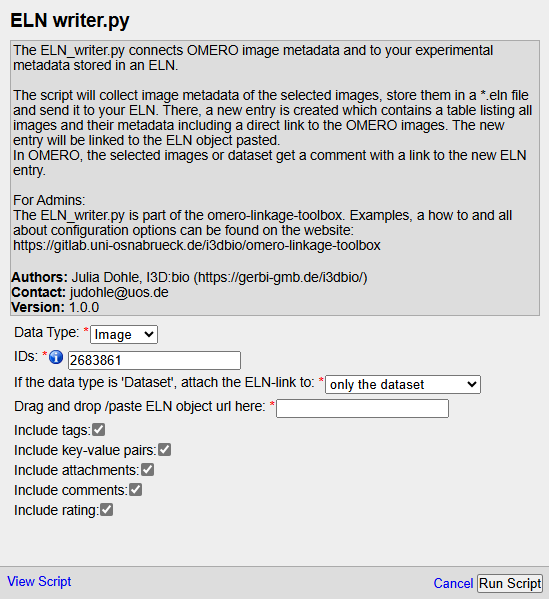 ELN writer.py
The ELN_writer.py connects OMERO image metadata and to your experimental
metadata stored in an ELN.
The script will collect image metadata of the selected images, store them in a *.eln file
and send it to your ELN. There, a new entry is created which contains a table listing all
images and their metadata including a direct link to the OMERO images. The new
entry will be linked to the ELN object pasted.
In OMERO, the selected images or dataset get a comment with a link to the new ELN
entry.
For Admins:
The ELN_writer.py is part of the omero-linkage-toolbox. Examples, a how to and all
about configuration options can be found on the website:
https://gitlab.uni-osnabrueck.de/i3dbio/omero-linkage-toolbox
Authors: Julia Dohle, I3D:bio (https://gerbi-gmb.de/i3dbio/)
Contact: judohle@uos.de
Version: 1.0.0
Data Type: *Image
IDs: * 2683861
If the data type is 'Dataset', attach the ELN-link to: * only the dataset
Drag and drop /paste ELN object url here: *
Include tags:
Include key-value pairs:
Include attachments:
Include comments:
Include rating:
View Script Cancel Run Script